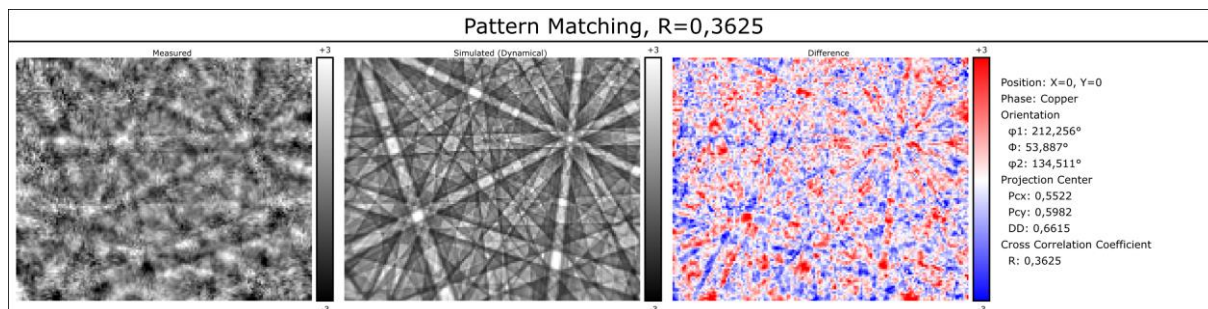 Pattern Matching, R=0,3625
Measured
+3
Simulated (Dynamical)
+3
Difference
+3
Position: X=0, Y=0
Phase: Copper
Orientation
φ1: 212,256°
Φ: 53,887°
φ2: 134,511°
Projection Center
Pcx: 0,5522
Pcy: 0,5982
DD: 0,6615
Cross Correlation Coefficient
R: 0,3625